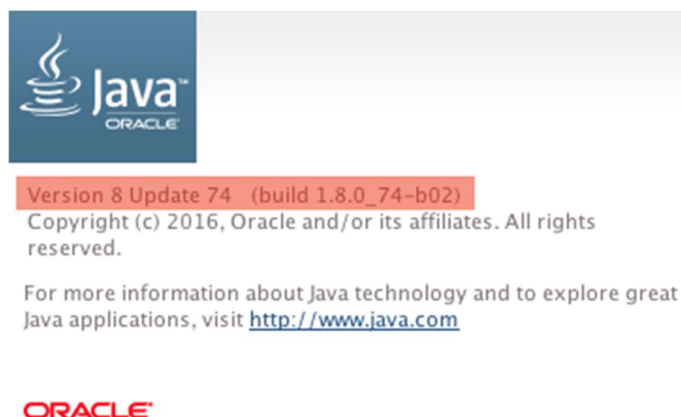 Java™
ORACLE
Version 8 Update 74 (build 1.8.0_74-b02)
Copyright (c) 2016, Oracle and/or its affiliates. All rights
reserved.
For more information about Java technology and to explore great
Java applications, visit http://www.java.com
ORACLE®